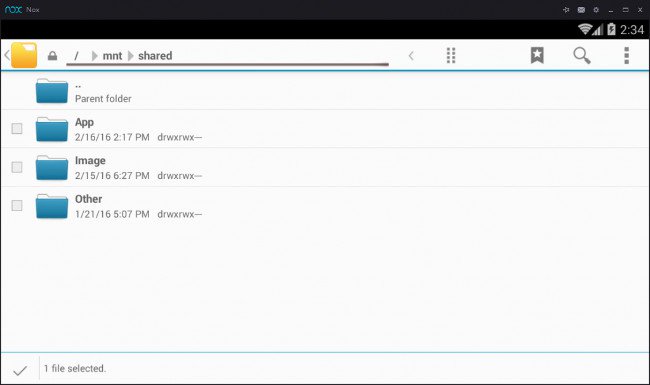 nox Nox
2:34
/ mnt shared
..
Parent folder
App
2/16/16 2:17 PM drwxrwx---
Image
2/15/16 6:27 PM drwxrwx---
Other
1/21/16 5:07 PM drwxrwx---
1 file selected.